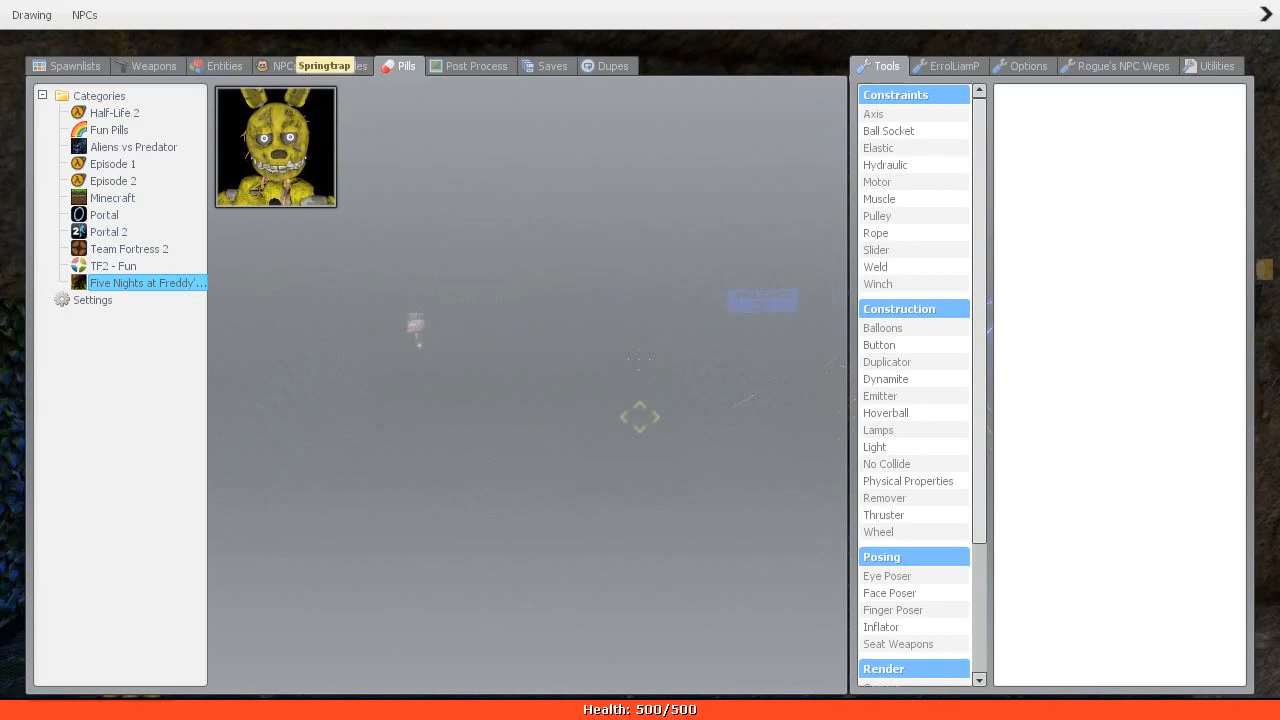 Drawing NPCs
Spawnlists Weapons Entities NPC Springtrap es Pills Post Process Saves Dupes
Tools ErrolLiamP Options Rogue's NPC Weps Utilities
Categories
Half-Life 2
Fun Pills
Aliens vs Predator
Episode 1
Episode 2
Minecraft
Portal
Portal 2
Team Fortress 2
TF2 - Fun
Five Nights at Freddy'...
Settings
Constraints
Axis
Ball Socket
Elastic
Hydraulic
Motor
Muscle
Pulley
Rope
Slider
Weld
Winch
Construction
Balloons
Button
Duplicator
Dynamite
Emitter
Hoverball
Lamps
Light
No Collide
Physical Properties
Remover
Thruster
Wheel
Posing
Eye Poser
Face Poser
Finger Poser
Inflator
Seat Weapons
Render
Health: 500/500